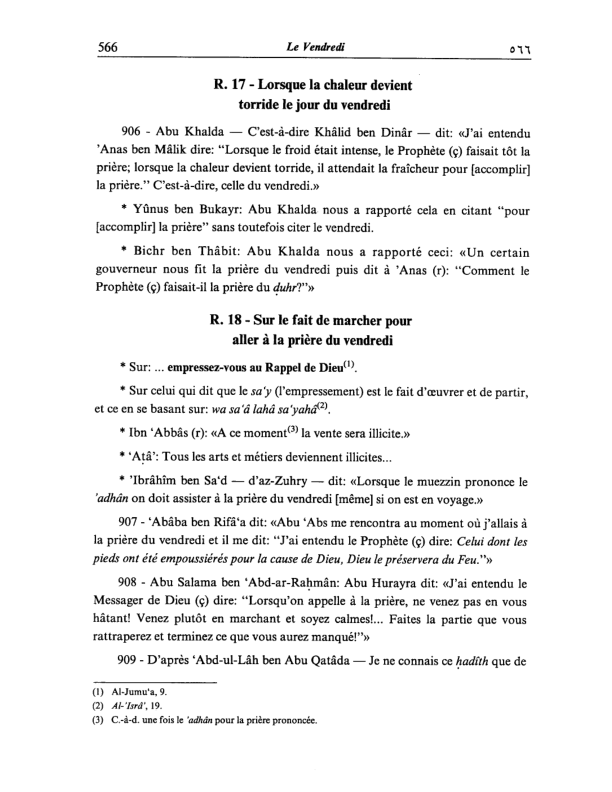 566 Le Vendredi ٥٦٦
R. 17 - Lorsque la chaleur devient
torride le jour du vendredi
906 - Abu Khalda — C'est-à-dire Khâlid ben Dinâr — dit: «J'ai entendu
'Anas ben Mâlik dire: “Lorsque le froid était intense, le Prophète (ç) faisait tôt la
prière; lorsque la chaleur devient torride, il attendait la fraîcheur pour [accomplir]
la prière.” C'est-à-dire, celle du vendredi.»
* Yûnus ben Bukayr: Abu Khalda nous a rapporté cela en citant “pour
[accomplir] la prière” sans toutefois citer le vendredi.
* Bichr ben Thâbit: Abu Khalda nous a rapporté ceci: «Un certain
gouverneur nous fit la prière du vendredi puis dit à 'Anas (r): “Comment le
Prophète (ç) faisait-il la prière du ḍuhr?”»
R. 18 - Sur le fait de marcher pour
aller à la prière du vendredi
* Sur: ... empressez-vous au Rappel de Dieu(1).
* Sur celui qui dit que le sa‘y (l'empressement) est le fait d'œuvrer et de partir,
et ce en se basant sur: wa sa‘â lahâ sa‘yahâ(2).
* Ibn ‘Abbâs (r): «A ce moment(3) la vente sera illicite.»
* ‘Aṭâ': Tous les arts et métiers deviennent illicites...
* 'Ibrâhîm ben Sa‘d — d'az-Zuhry — dit: «Lorsque le muezzin prononce le
'adhân on doit assister à la prière du vendredi [même] si on est en voyage.»
907 - ‘Abâba ben Rifâ‘a dit: «Abu ‘Abs me rencontra au moment où j'allais à
la prière du vendredi et il me dit: “J'ai entendu le Prophète (ç) dire: Celui dont les
pieds ont été empoussiérés pour la cause de Dieu, Dieu le préservera du Feu.”»
908 - Abu Salama ben ‘Abd-ar-Raḥmân: Abu Hurayra dit: «J'ai entendu le
Messager de Dieu (ç) dire: “Lorsqu'on appelle à la prière, ne venez pas en vous
hâtant! Venez plutôt en marchant et soyez calmes!... Faites la partie que vous
rattraperez et terminez ce que vous aurez manqué!”»
909 - D'après ‘Abd-ul-Lâh ben Abu Qatâda — Je ne connais ce ḥadîth que de
(1) Al-Jumu‘a, 9.
(2) Al-'Isrâ', 19.
(3) C.-à-d. une fois le 'adhân pour la prière prononcée.